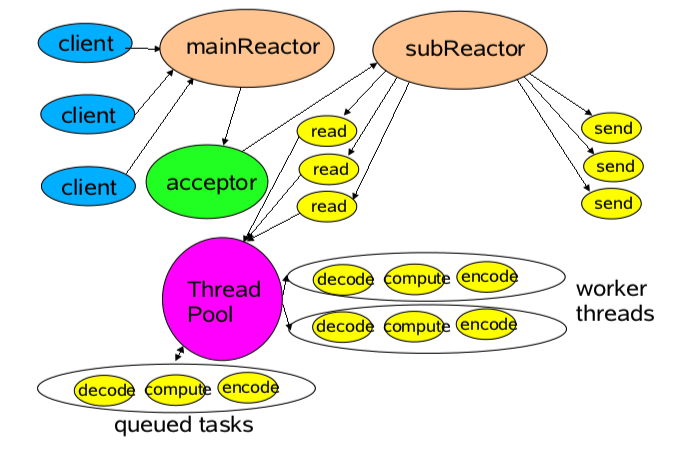 client
mainReactor
subReactor
client
client
acceptor
read
read
read
send
send
send
Thread
Pool
decode compute encode
decode compute encode
worker
threads
decode compute encode
queued tasks